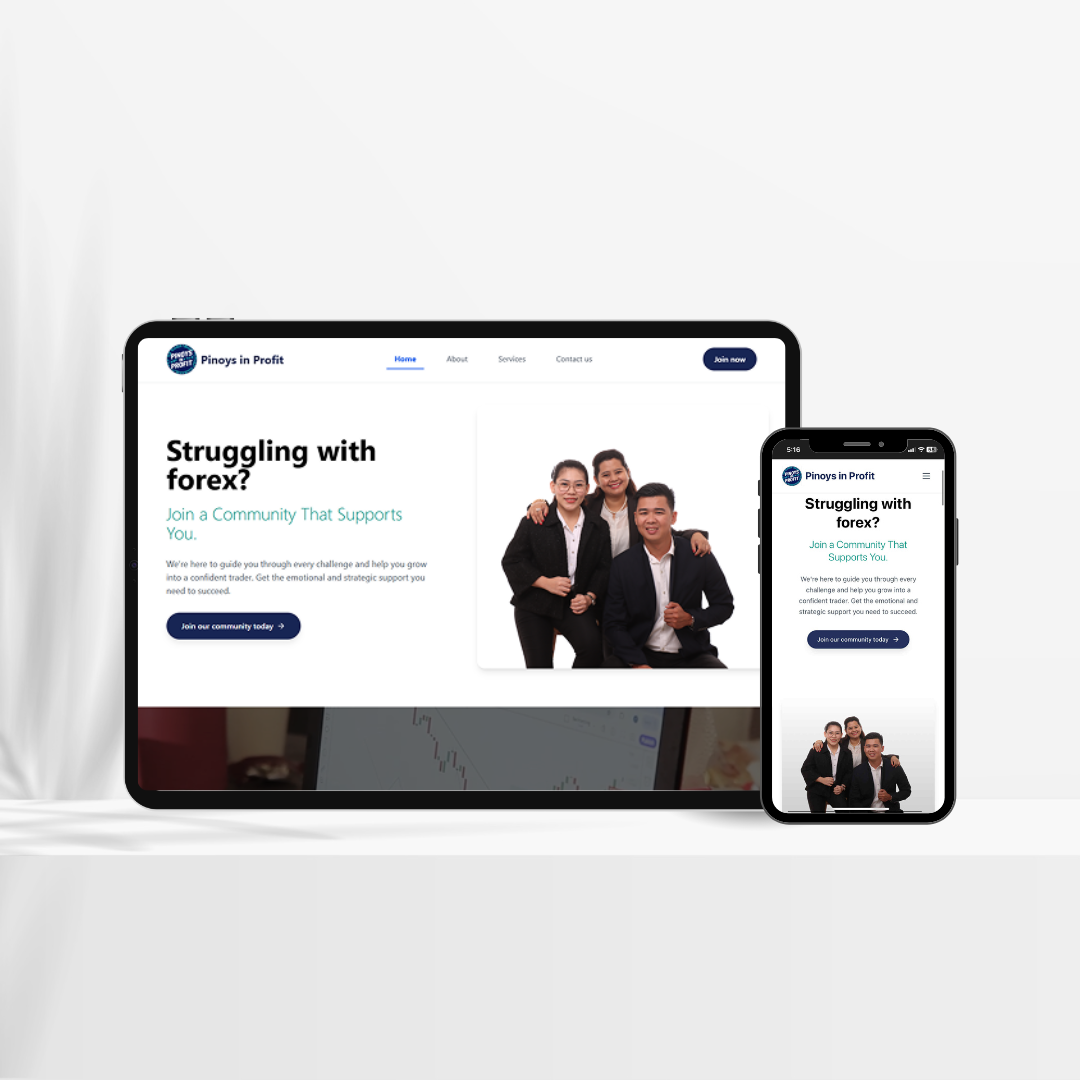 PINOYS
IN
PROFIT
Pinoys in Profit
Home
About
Services
Contact us
Join now
Struggling with
forex?
Join a Community That Supports
You.
We're here to guide you through every challenge and help you grow
into a confident trader. Get the emotional and strategic support you
need to succeed.
Join our community today →
5:16
PINOYS
IN
PROFIT
Pinoys in Profit
Struggling with
forex?
Join a Community That
Supports You.
We're here to guide you through every
challenge and help you grow into a
confident trader. Get the emotional and
strategic support you need to succeed.
Join our community today →